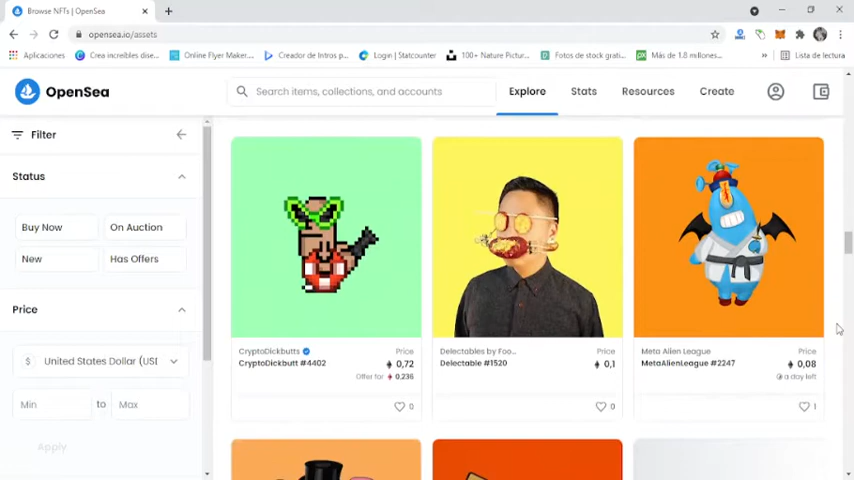 Browse NFTs | OpenSea
opensea.io/assets
Aplicaciones
Crea increíbles dise...
Online Flyer Maker...
Creador de Intros p...
Login | Statcounter
100+ Nature Pictur...
Fotos de stock grati...
Más de 1.8 millones...
Lista de lectura
OpenSea
Search items, collections, and accounts
Explore
Stats
Resources
Create
Filter
Status
Buy Now
On Auction
New
Has Offers
Price
$ United States Dollar (USI
Min to Max
Apply
CryptoDickbutts
Price
CryptoDickbutt #4402
0,72
Offer for 0.236
0
Delectables by Foo...
Price
Delectable #1520
0,1
0
Meta Alien League
Price
MetaAlienLeague #2247
0,08
a day left
1